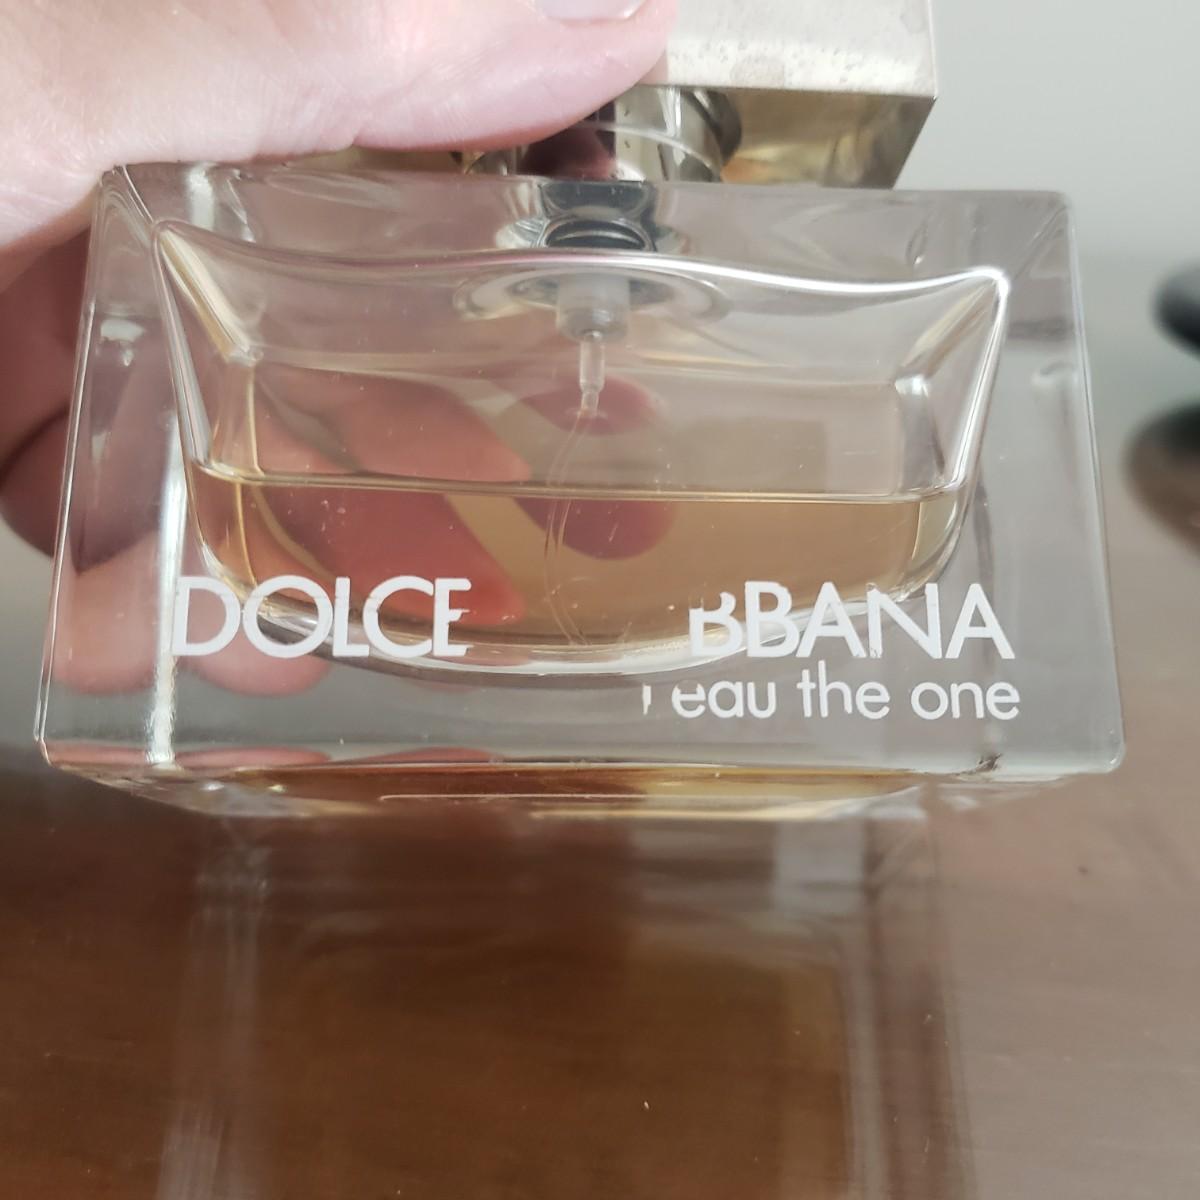 DOLCE BBANA
l'eau the one